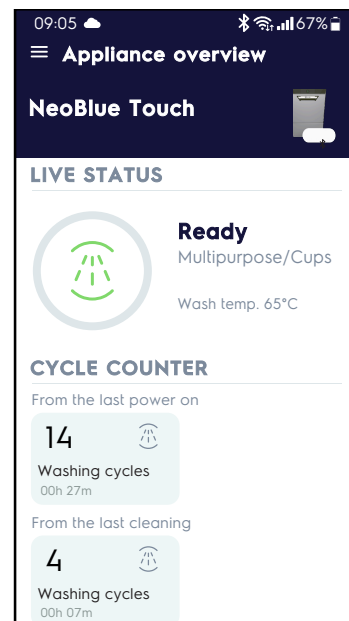 09:05 67%
Appliance overview
NeoBlue Touch
LIVE STATUS
Ready
Multipurpose/Cups
Wash temp. 65°C
CYCLE COUNTER
From the last power on
14
Washing cycles
00h 27m
From the last cleaning
4
Washing cycles
00h 07m